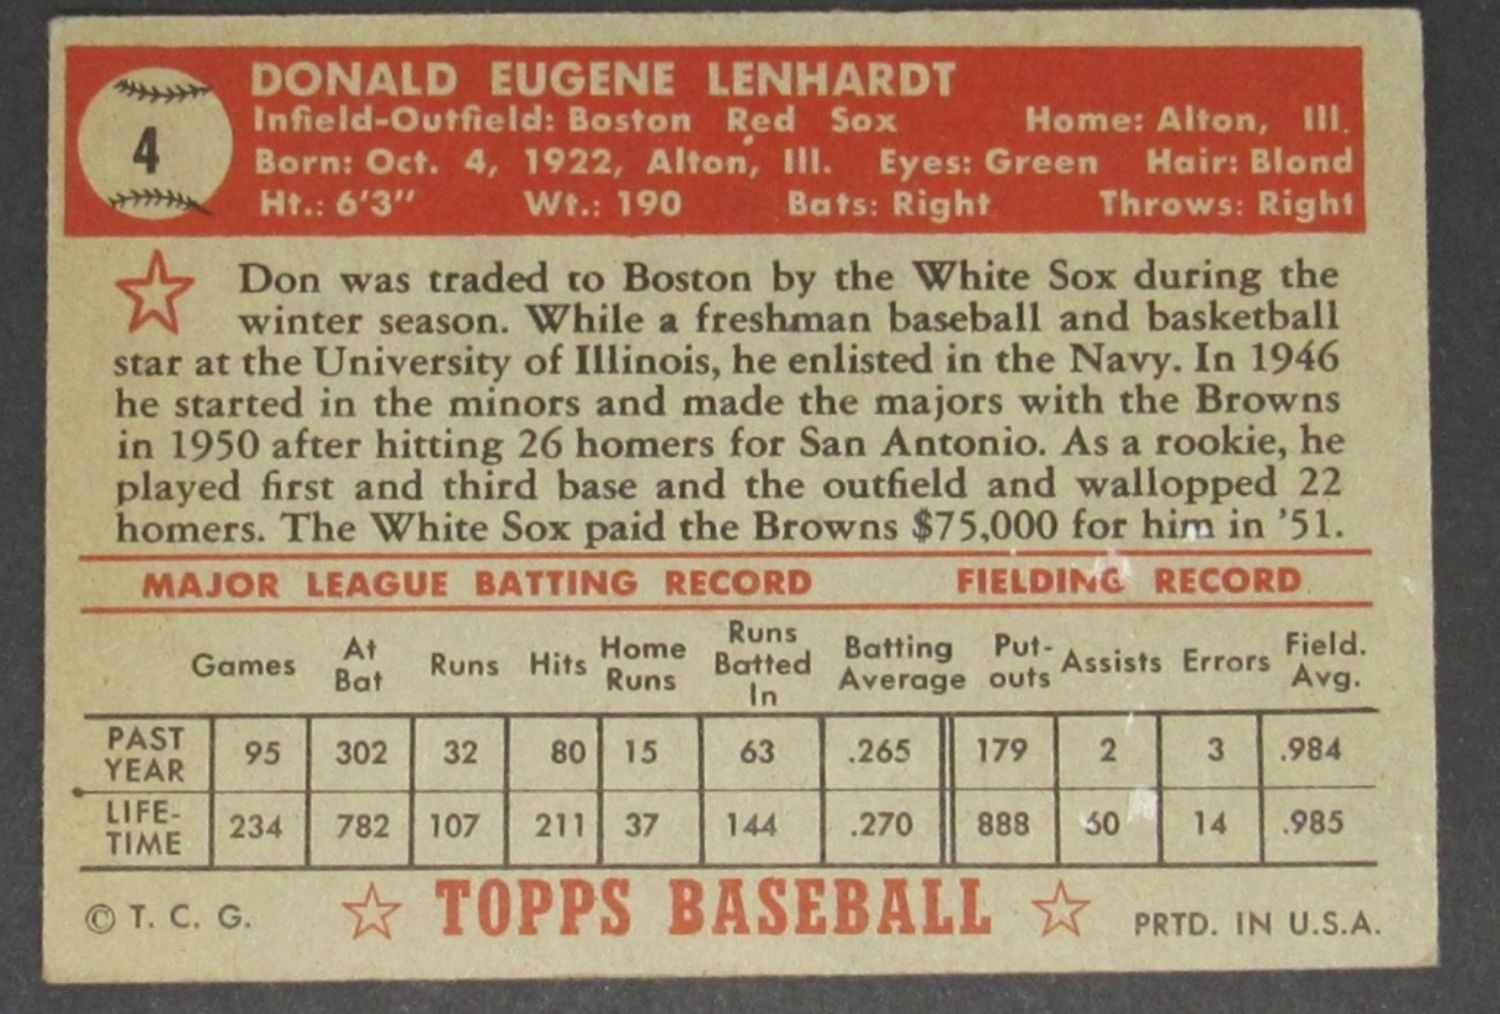 4
DONALD EUGENE LENHARDT
Infield-Outfield: Boston Red Sox Home: Alton, Ill.
Born: Oct. 4, 1922, Alton, Ill. Eyes: Green Hair: Blond
Ht.: 6'3" Wt.: 190 Bats: Right Throws: Right
Don was traded to Boston by the White Sox during the
winter season. While a freshman baseball and basketball
star at the University of Illinois, he enlisted in the Navy. In 1946
he started in the minors and made the majors with the Browns
in 1950 after hitting 26 homers for San Antonio. As a rookie, he
played first and third base and the outfield and wallopped 22
homers. The White Sox paid the Browns $75,000 for him in '51.
MAJOR LEAGUE BATTING RECORD FIELDING RECORD
Games At Bat Runs Hits Home Runs Runs Batted In Batting Average Put-outs Assists Errors Field. Avg.
PAST YEAR 95 302 32 80 15 63 .265 179 2 3 .984
LIFE-TIME 234 782 107 211 37 144 .270 888 50 14 .985
© T. C. G. TOPPS BASEBALL PRTD. IN U.S.A.